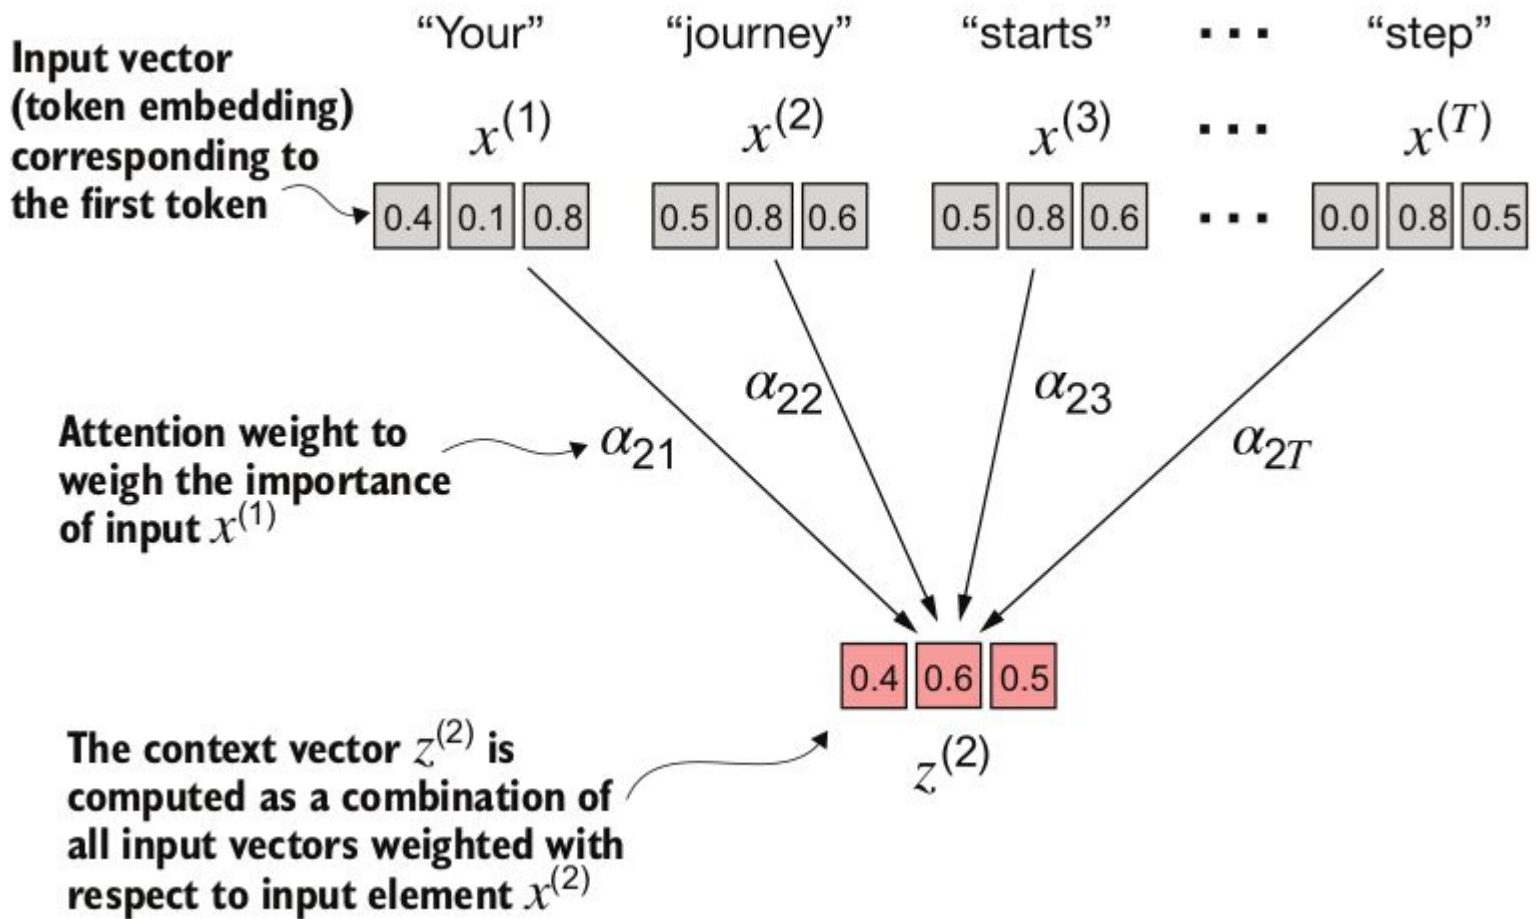 “Your” “journey” “starts” ... “step”
Input vector
(token embedding)
corresponding to
the first token
x(1) x(2) x(3) ... x(T)
0.4 0.1 0.8 0.5 0.8 0.6 0.5 0.8 0.6 ... 0.0 0.8 0.5
α22 α23
Attention weight to
weigh the importance
of input x(1)
α21 α2T
0.4 0.6 0.5
z(2)
The context vector z(2) is
computed as a combination of
all input vectors weighted with
respect to input element x(2)